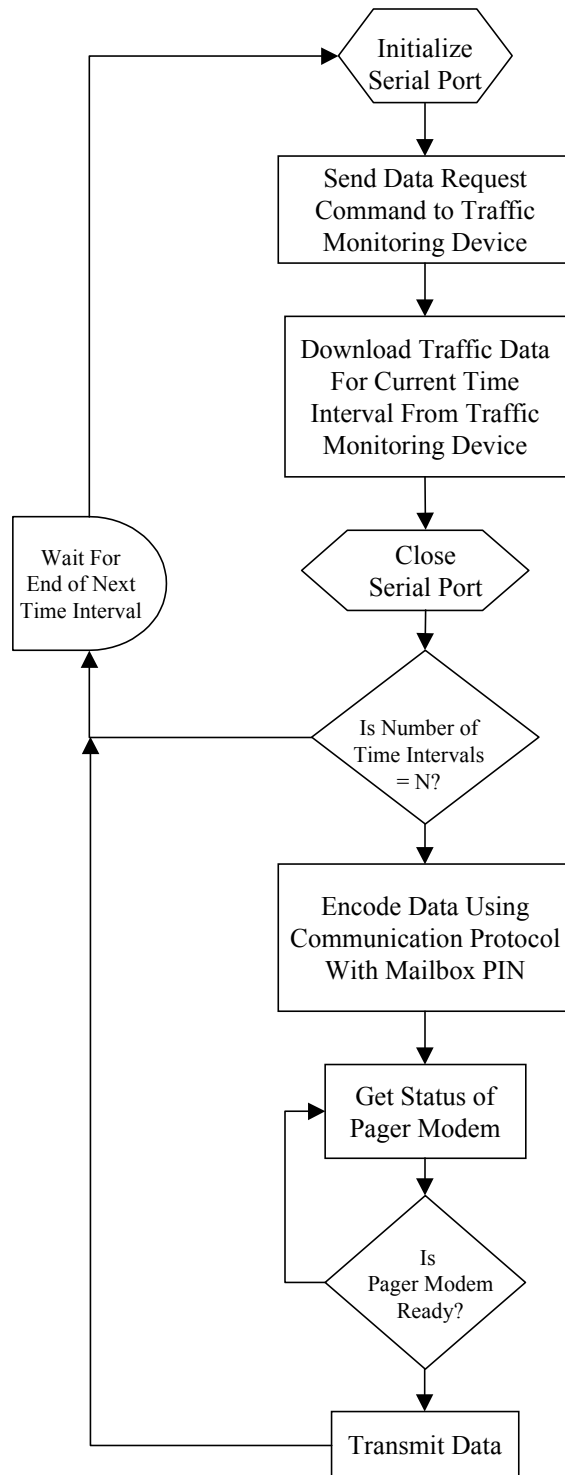 Initialize
Serial Port
Send Data Request
Command to Traffic
Monitoring Device
Download Traffic Data
For Current Time
Interval From Traffic
Monitoring Device
Close
Serial Port
Wait For
End of Next
Time Interval
Is Number of
Time Intervals
= N?
Encode Data Using
Communication Protocol
With Mailbox PIN
Get Status of
Pager Modem
Is
Pager Modem
Ready?
Transmit Data